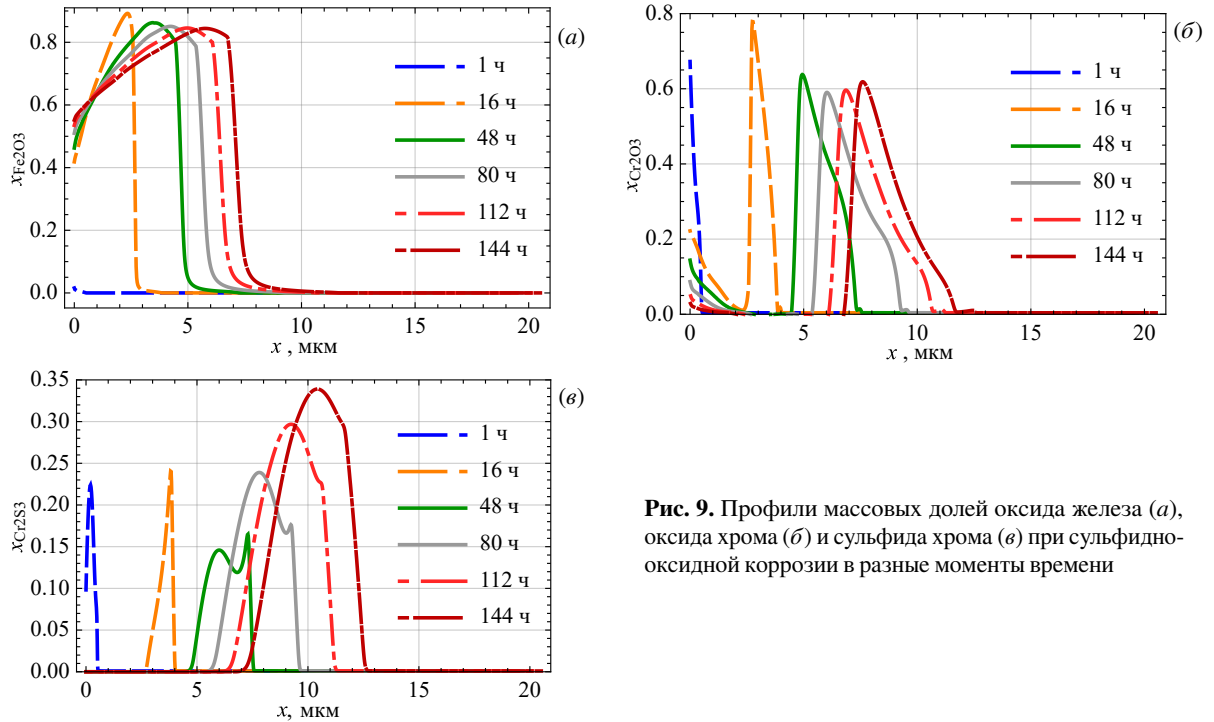 (а)
0.8
0.6
0.4
0.2
0.0
xFe2O3
1 ч
16 ч
48 ч
80 ч
112 ч
144 ч
0 5 10 15 20
x , мкм
(б)
0.8
0.6
0.4
0.2
0.0
xCr2O3
1 ч
16 ч
48 ч
80 ч
112 ч
144 ч
0 5 10 15 20
x , мкм
(в)
0.35
0.30
0.25
0.20
0.15
0.10
0.05
0.00
xCr2S3
1 ч
16 ч
48 ч
80 ч
112 ч
144 ч
0 5 10 15 20
x, мкм
Рис. 9. Профили массовых долей оксида железа (а),
оксида хрома (б) и сульфида хрома (в) при сульфидно-
оксидной коррозии в разные моменты времени